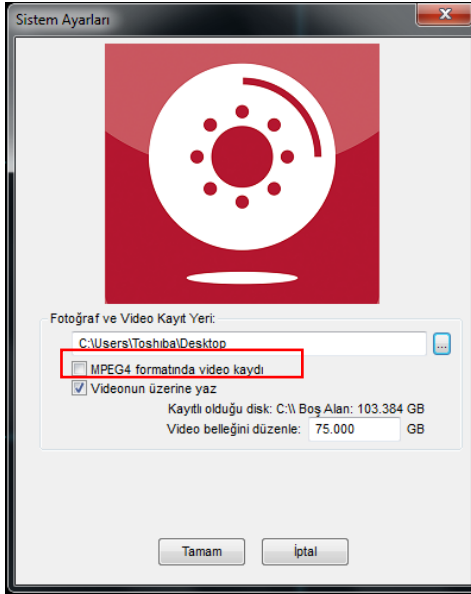 Sistem Ayarları
Fotoğraf ve Video Kayıt Yeri:
C:\Users\Toshıba\Desktop
...
MPEG4 formatında video kaydı
Videonun üzerine yaz
Kayıtlı olduğu disk: C:\\ Boş Alan: 103.384 GB
Video belleğini düzenle: 75.000 GB
Tamam İptal